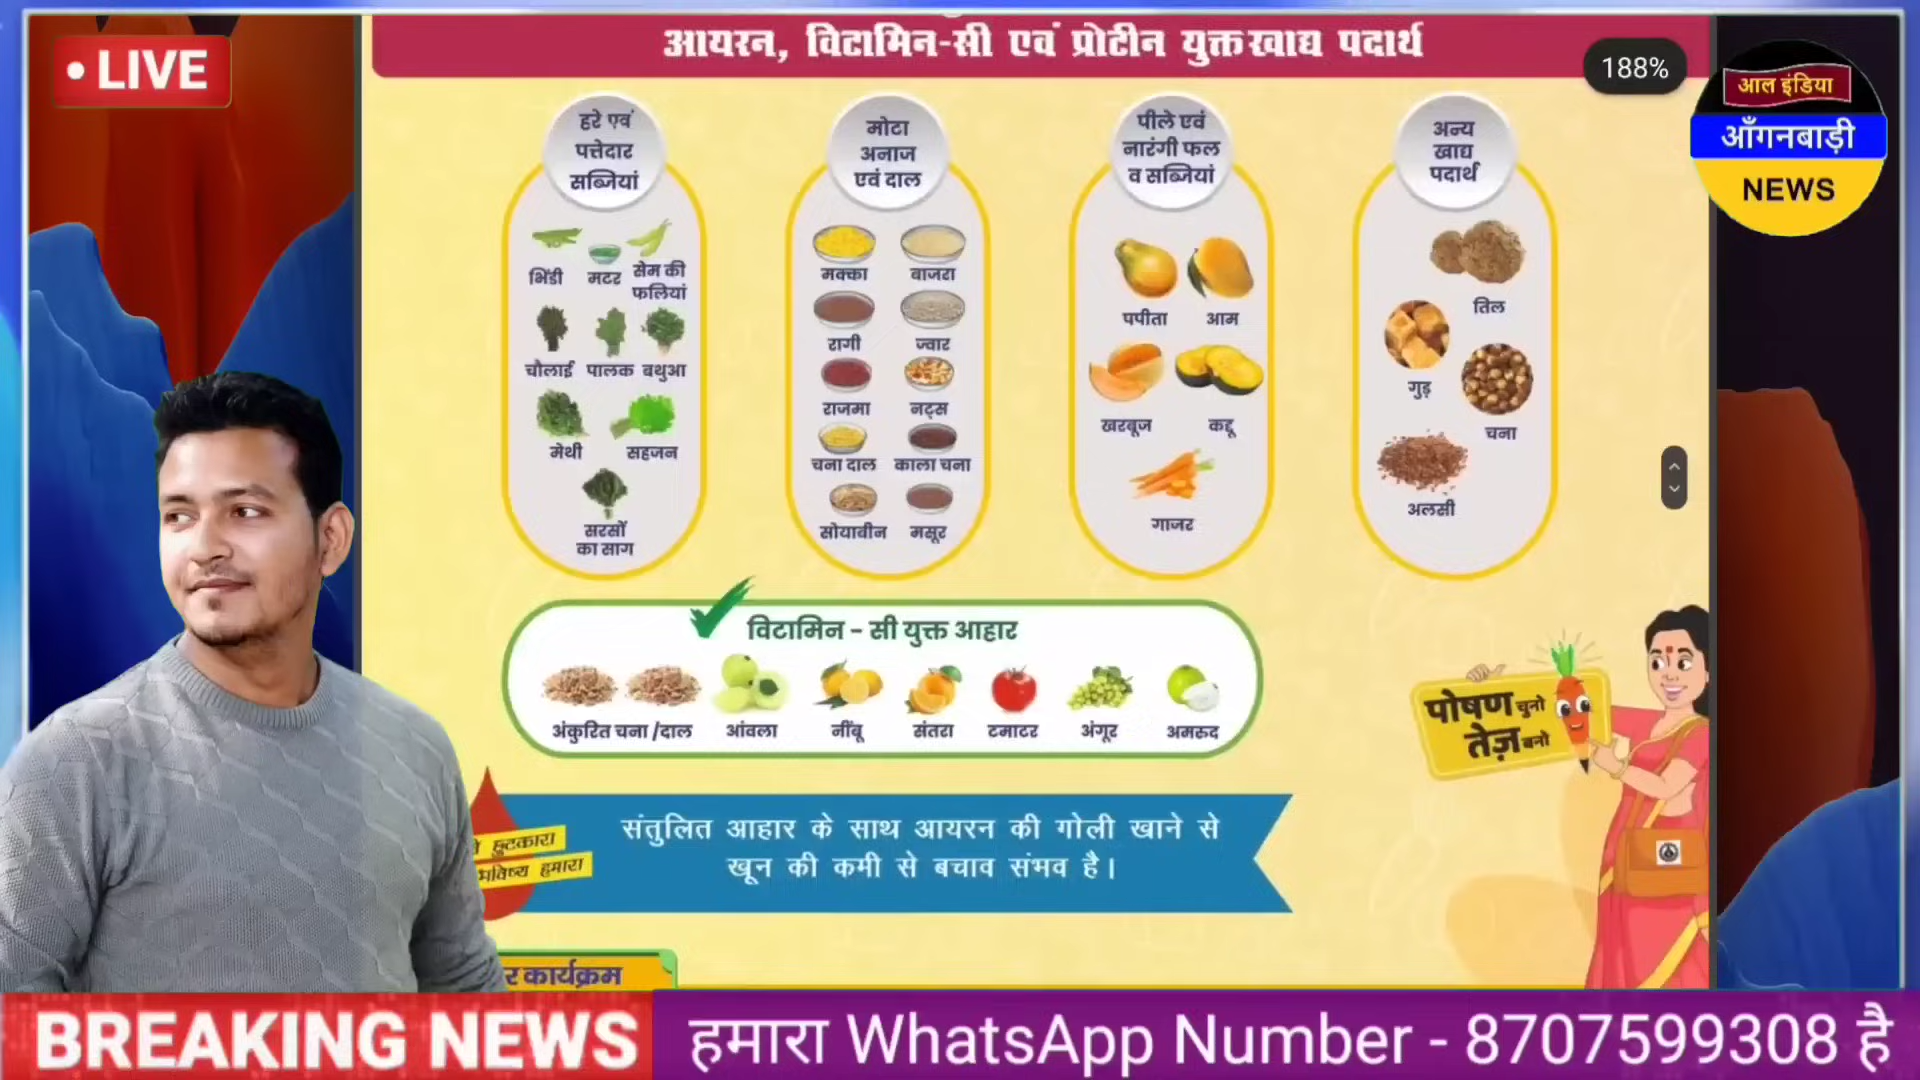 • LIVE
आयरन, विटामिन-सी एवं प्रोटीन युक्त खाद्य पदार्थ
188%
आल इंडिया
आँगनबाड़ी
NEWS
हरे एवं
पत्तेदार
सब्जियां
भिंडी
मटर
सेम की
फलियां
चौलाई
पालक
बथुआ
मेथी
सहजन
सरसों
का साग
मोटा
अनाज
एवं दाल
मक्का
बाजरा
रागी
ज्वार
राजमा
नट्स
चना दाल
काला चना
सोयाबीन
मसूर
पीले एवं
नारंगी फल
व सब्जियां
पपीता
आम
खरबूज
कद्दू
गाजर
अन्य
खाद्य
पदार्थ
तिल
गुड़
चना
अलसी
विटामिन - सी युक्त आहार
अंकुरित चना /दाल
आंवला
नींबू
संतरा
टमाटर
अंगूर
अमरुद
पोषण चुनो
तेज़ बनो
छुटकारा
भविष्य हमारा
संतुलित आहार के साथ आयरन की गोली खाने से
खून की कमी से बचाव संभव है।
र कार्यक्रम
BREAKING NEWS
हमारा WhatsApp Number - 8707599308 है